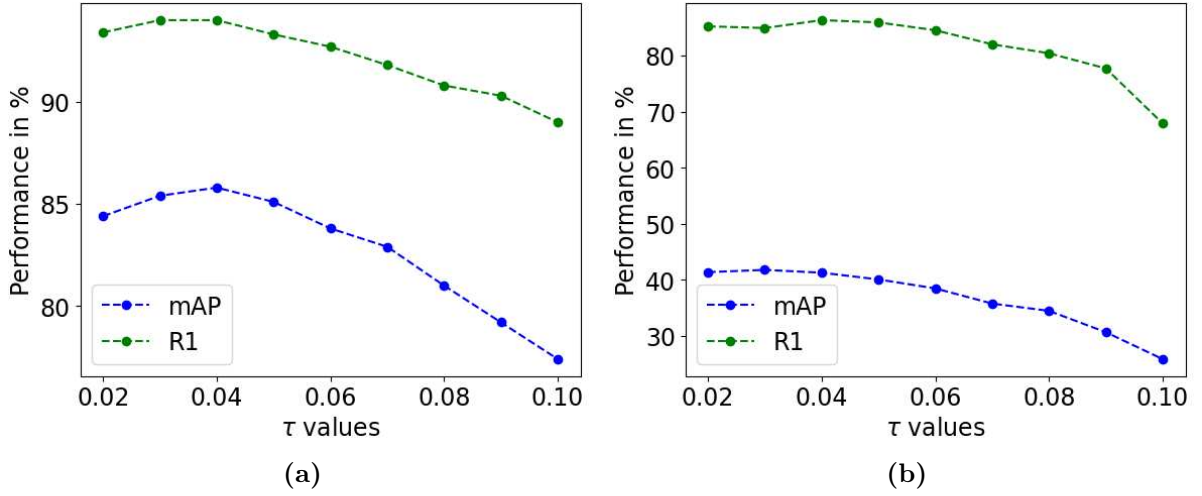 Performance in %
90
85
80
mAP
R1
0.02 0.04 0.06 0.08 0.10
τ values
(a)
Performance in %
80
70
60
50
40
30
mAP
R1
0.02 0.04 0.06 0.08 0.10
τ values
(b)